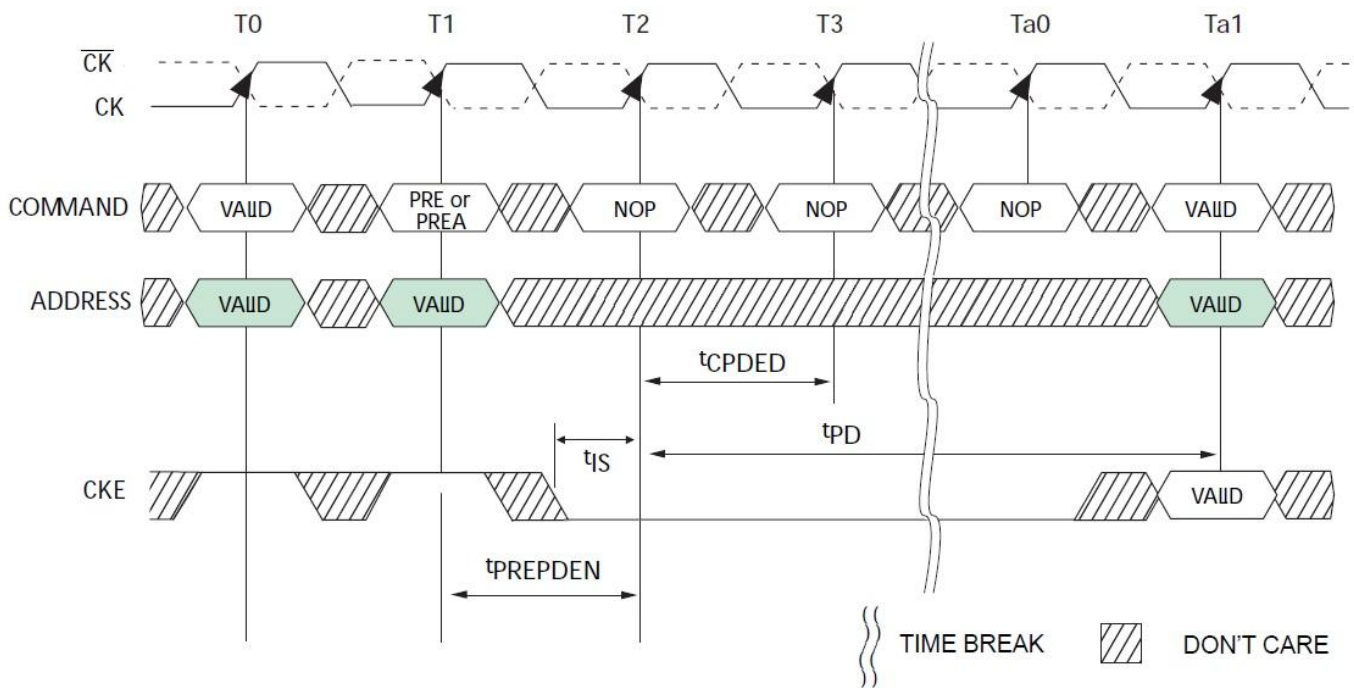 T0 T1 T2 T3 Ta0 Ta1
CK
CK
COMMAND VALID PRE or PREA NOP NOP NOP VALID
ADDRESS VALID VALID VALID
tCPDED
tPD
tIS
CKE VALID
tPREPDEN
TIME BREAK DON'T CARE